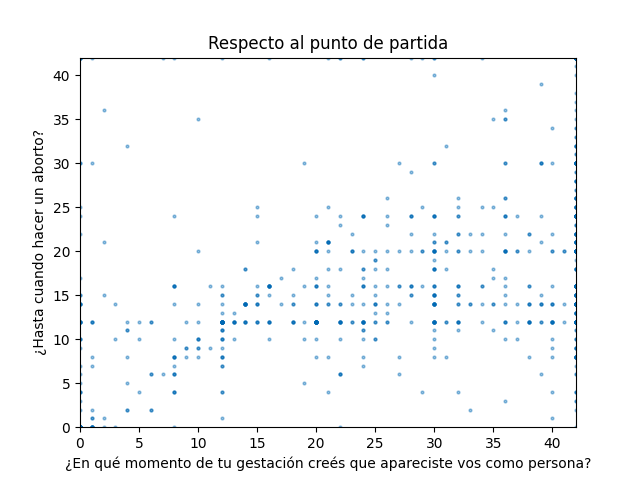 Respecto al punto de partida
¿Hasta cuando hacer un aborto?
40
35
30
25
20
15
10
5
0
0 5 10 15 20 25 30 35 40
¿En qué momento de tu gestación creés que apareciste vos como persona?